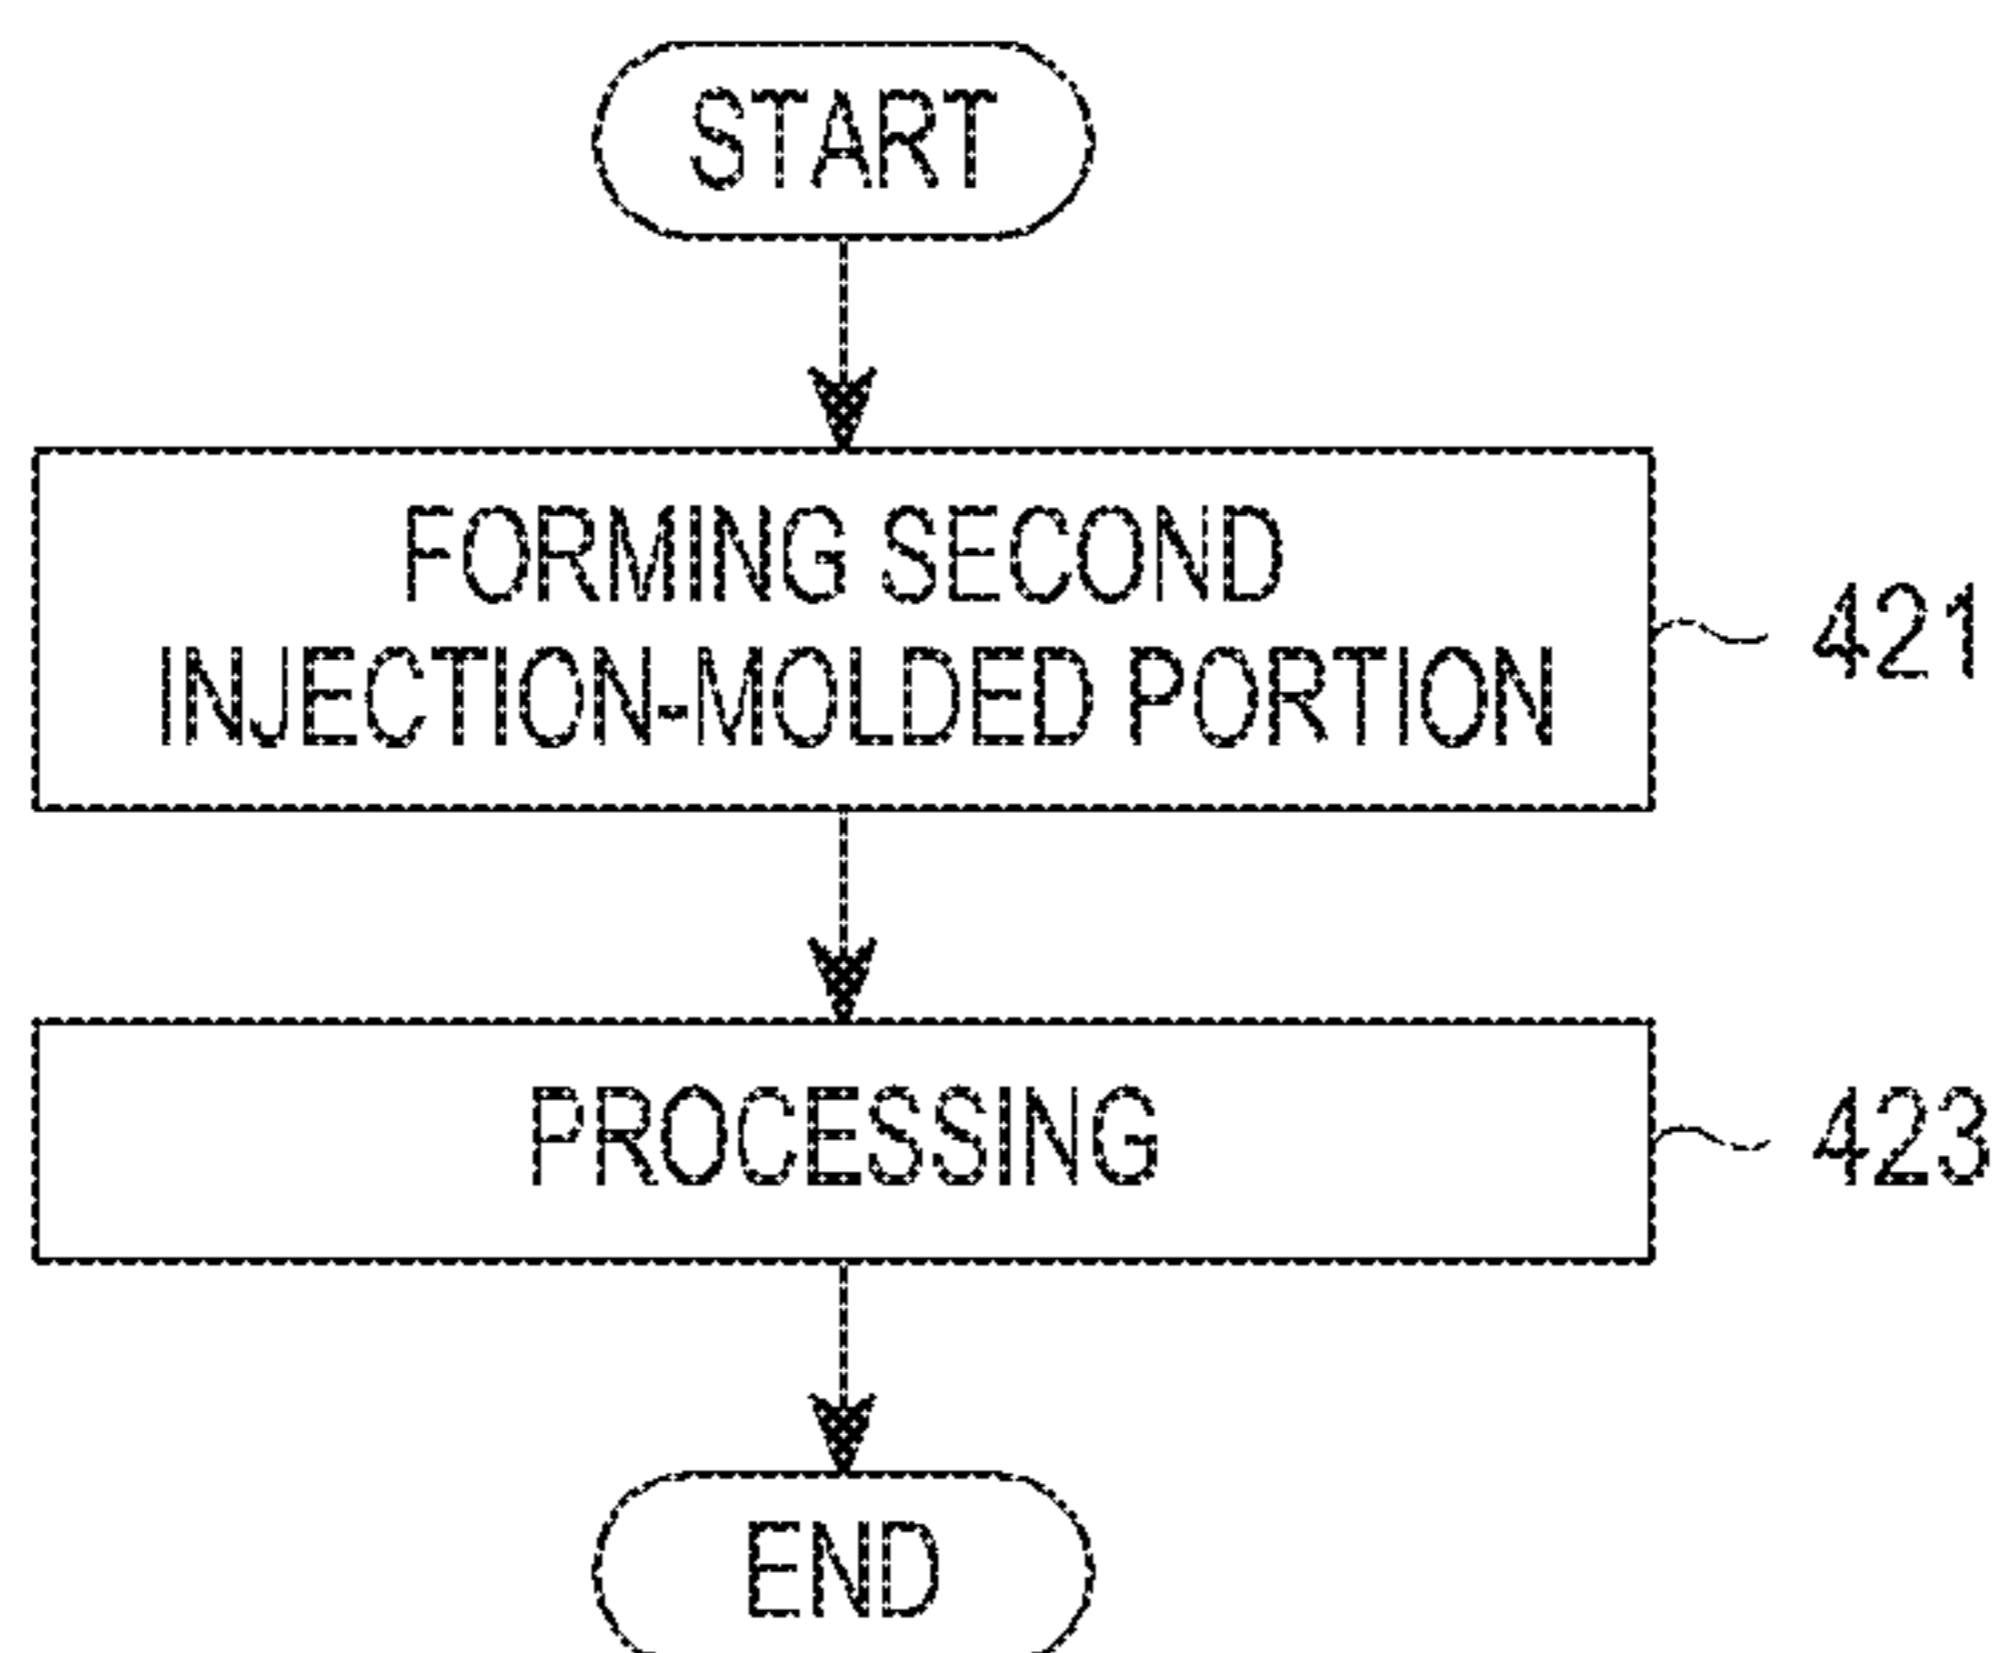 START
FORMING SECOND
INJECTION-MOLDED PORTION
421
PROCESSING
423
END